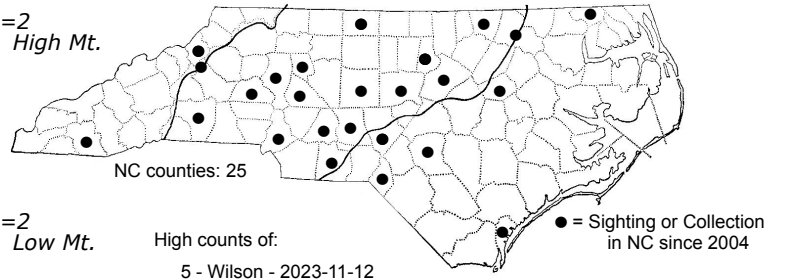 =2
High Mt.
NC counties: 25
=2
Low Mt.
High counts of:
5 - Wilson - 2023-11-12
● = Sighting or Collection
in NC since 2004